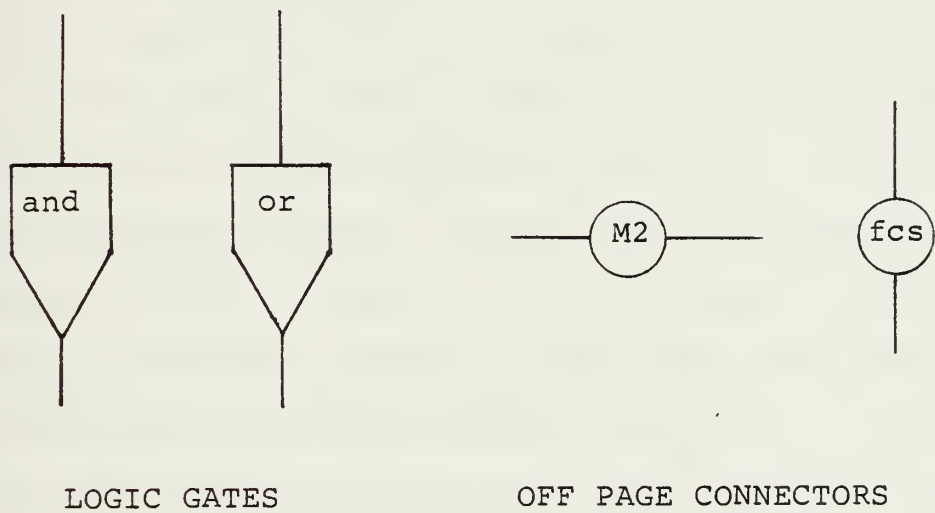 and
or
M2
fcs
LOGIC GATES
OFF PAGE CONNECTORS